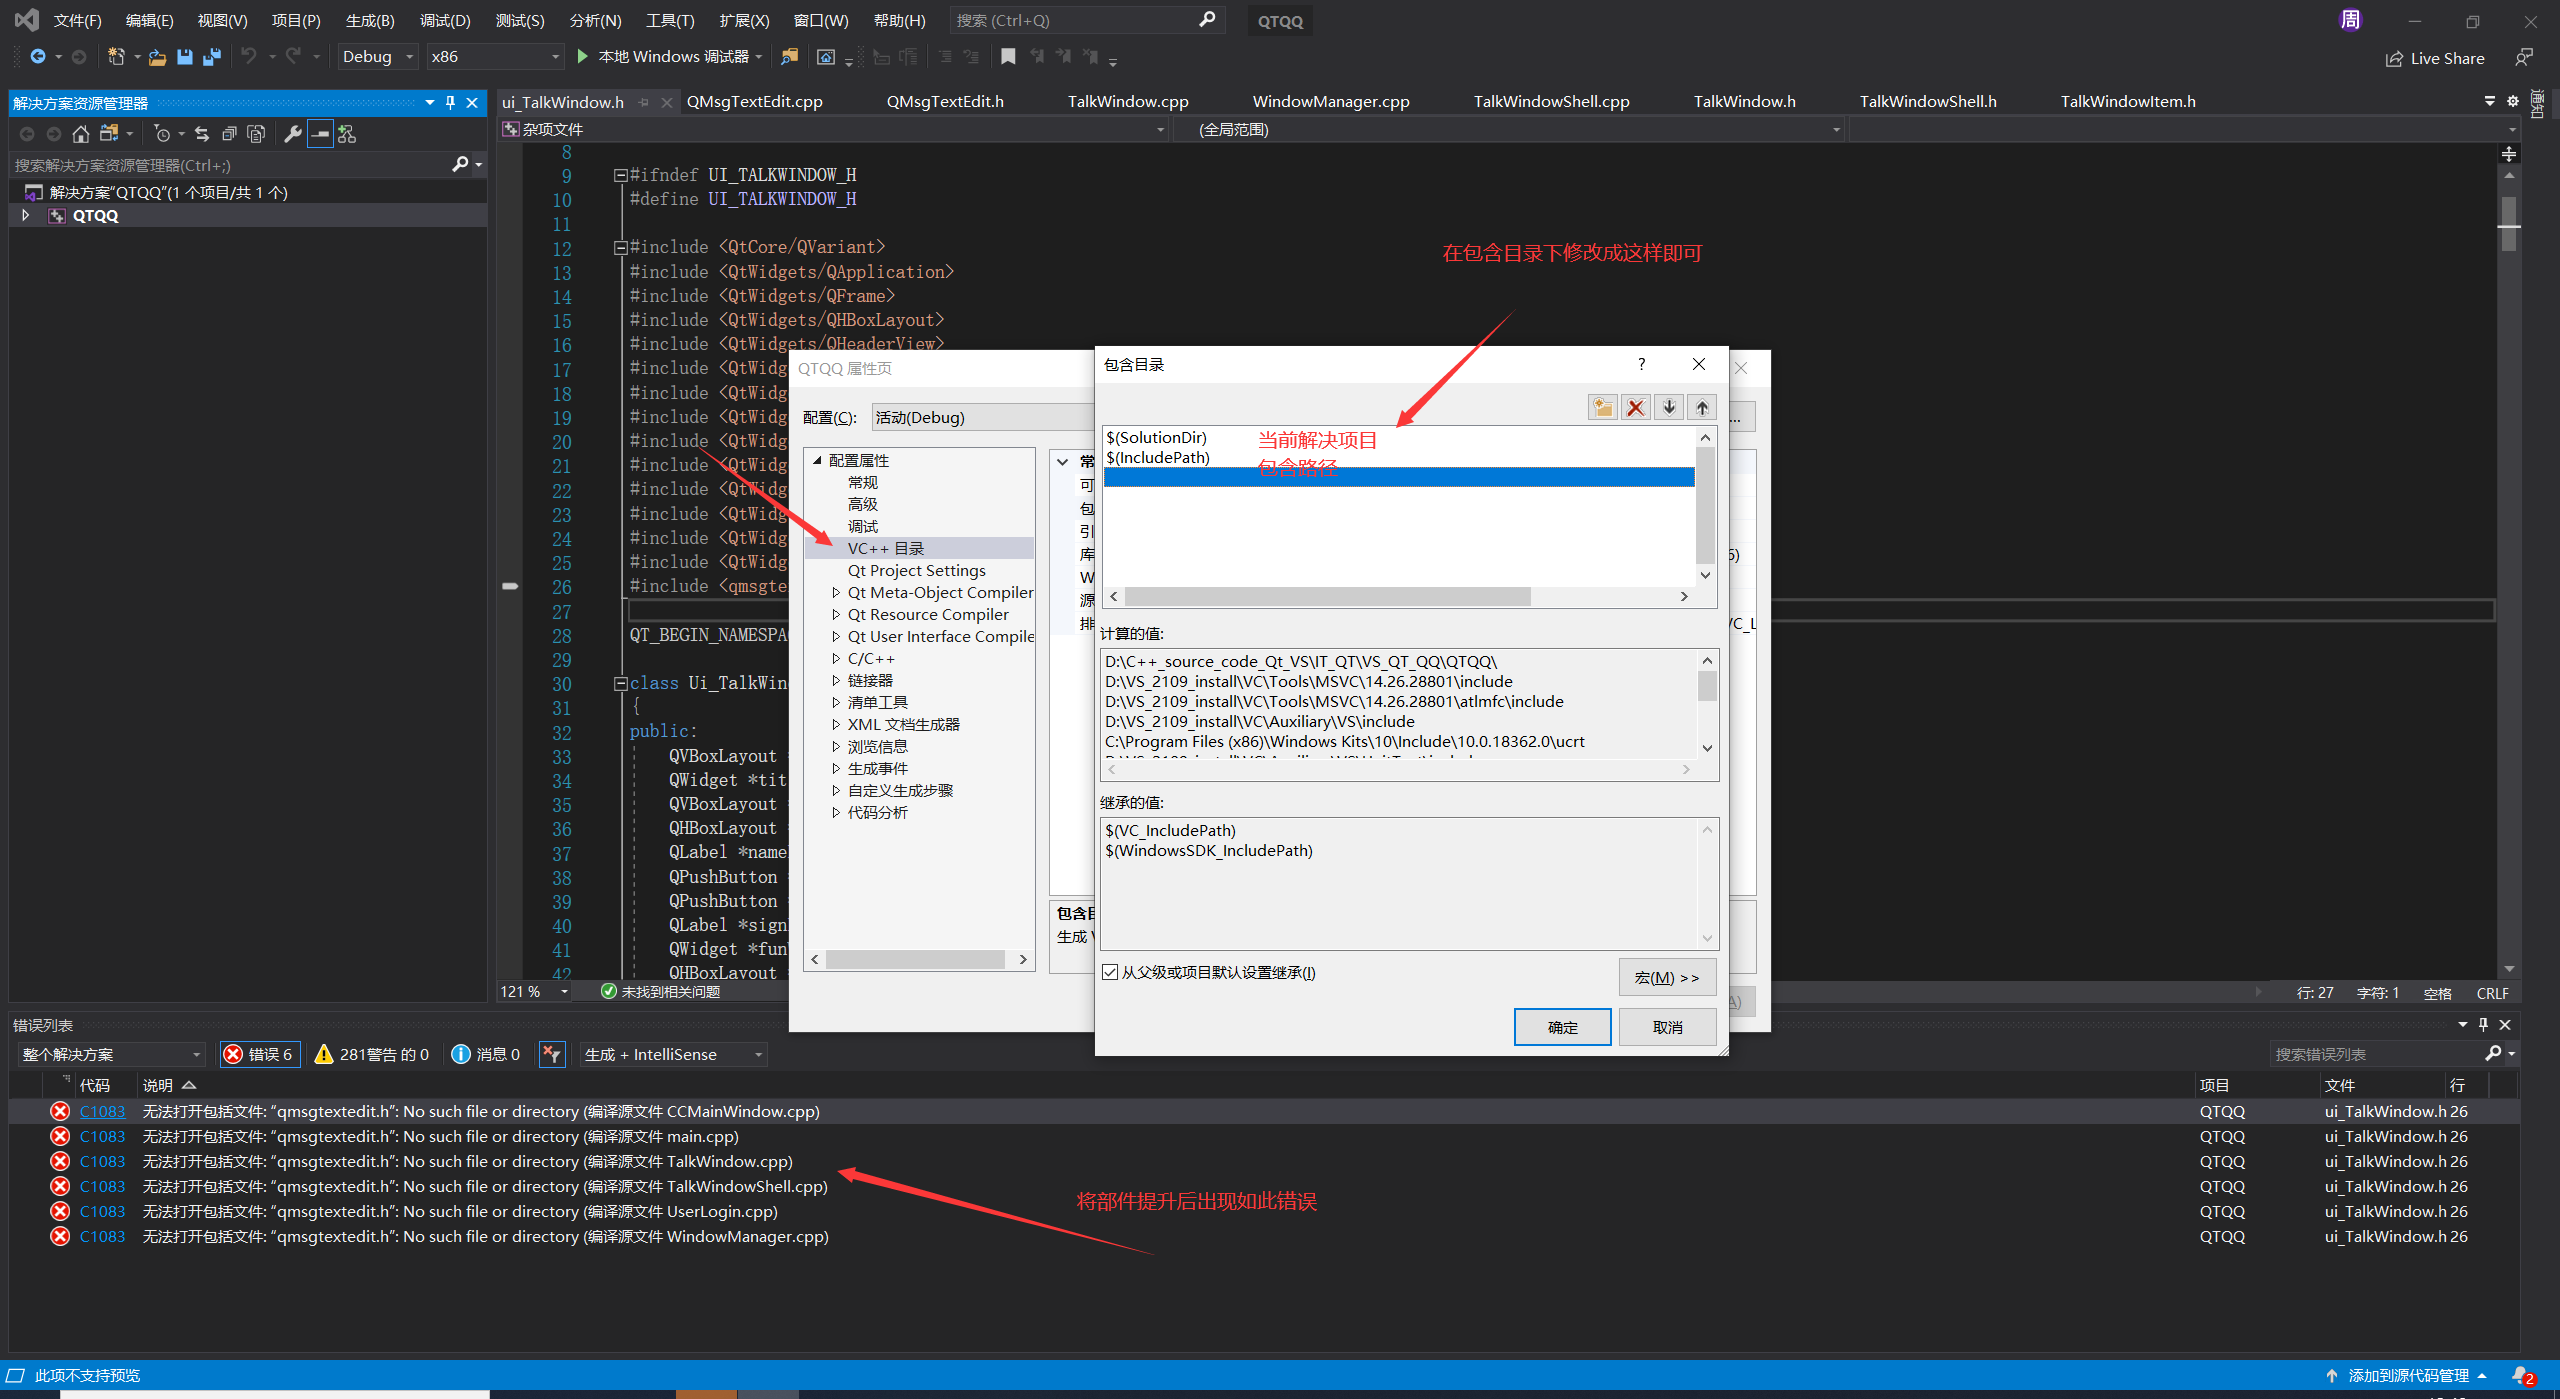 文件(F) 编辑(E) 视图(V) 项目(P) 生成(B) 调试(D) 测试(S) 分析(N) 工具(T) 扩展(X) 窗口(W) 帮助(H) 搜索 (Ctrl+Q) QTQQ 周
Debug x86 本地 Windows 调试器 Live Share
解决方案资源管理器
搜索解决方案资源管理器(Ctrl+;)
解决方案"QTQQ"(1 个项目/共 1 个)
QTQQ
ui_TalkWindow.h QMsgTextEdit.cpp QMsgTextEdit.h TalkWindow.cpp WindowManager.cpp TalkWindowShell.cpp TalkWindow.h TalkWindowShell.h TalkWindowItem.h
通知
杂项文件 (全局范围)
8
9 #ifndef UI_TALKWINDOW_H
10 #define UI_TALKWINDOW_H
11
12 #include <QtCore/QVariant>
13 #include <QtWidgets/QApplication>
14 #include <QtWidgets/QFrame>
15 #include <QtWidgets/QHBoxLayout>
16 #include <QtWidgets/QHeaderView>
17 #include <QtWidg
18 #include <QtWidg
19 #include <QtWidg
20 #include <QtWidg
21 #include <QtWidg
22 #include <QtWidg
23 #include <QtWidg
24 #include <QtWidg
25 #include <QtWidg
26 #include <qmsgte
27
28 QT_BEGIN_NAMESPA
29
30 class Ui_TalkWin
31 {
32 public:
33 QVBoxLayout
34 QWidget *tit
35 QVBoxLayout
36 QHBoxLayout
37 QLabel *name
38 QPushButton
39 QPushButton
40 QLabel *sign
41 QWidget *fun
42 QHBoxLayout
121 % 未找到相关问题 行: 27 字符: 1 空格 CRLF
在包含目录下修改成这样即可
QTQQ 属性页
配置(C): 活动(Debug)
配置属性
常规
高级
调试
VC++ 目录
Qt Project Settings
Qt Meta-Object Compiler
Qt Resource Compiler
Qt User Interface Compile
C/C++
链接器
清单工具
XML 文档生成器
浏览信息
生成事件
自定义生成步骤
代码分析
常
可
包
引
库
W
源
排
包含目
生成
包含目录
$(SolutionDir) 当前解决项目
$(IncludePath) 包含路径
计算的值:
D:\C++_source_code_Qt_VS\IT_QT\VS_QT_QQ\QTQQ\
D:\VS_2109_install\VC\Tools\MSVC\14.26.28801\include
D:\VS_2109_install\VC\Tools\MSVC\14.26.28801\atlmfc\include
D:\VS_2109_install\VC\Auxiliary\VS\include
C:\Program Files (x86)\Windows Kits\10\Include\10.0.18362.0\ucrt
继承的值:
$(VC_IncludePath)
$(WindowsSDK_IncludePath)
从父级或项目默认设置继承(I)
宏(M) >>
确定 取消
错误列表
整个解决方案 错误 6 281警告 的 0 消息 0 生成 + IntelliSense 搜索错误列表
代码 说明 项目 文件 行
C1083 无法打开包括文件: “qmsgtextedit.h”: No such file or directory (编译源文件 CCMainWindow.cpp) QTQQ ui_TalkWindow.h 26
C1083 无法打开包括文件: “qmsgtextedit.h”: No such file or directory (编译源文件 main.cpp) QTQQ ui_TalkWindow.h 26
C1083 无法打开包括文件: “qmsgtextedit.h”: No such file or directory (编译源文件 TalkWindow.cpp) QTQQ ui_TalkWindow.h 26
C1083 无法打开包括文件: “qmsgtextedit.h”: No such file or directory (编译源文件 TalkWindowShell.cpp) QTQQ ui_TalkWindow.h 26
C1083 无法打开包括文件: “qmsgtextedit.h”: No such file or directory (编译源文件 UserLogin.cpp) QTQQ ui_TalkWindow.h 26
C1083 无法打开包括文件: “qmsgtextedit.h”: No such file or directory (编译源文件 WindowManager.cpp) QTQQ ui_TalkWindow.h 26
将部件提升后出现如此错误
此项不支持预览 添加到源代码管理 2